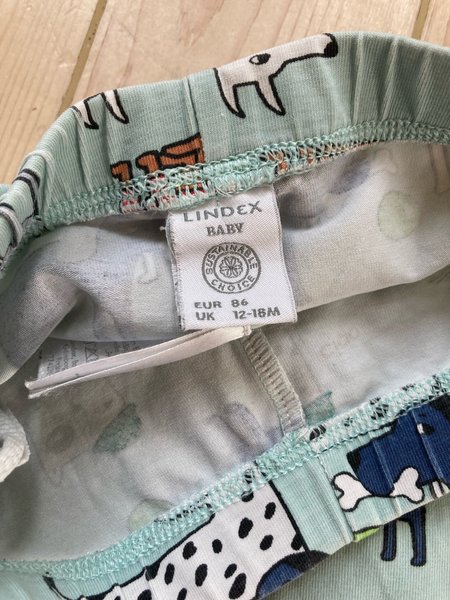 LINDEX
BABY
SUSTAINABLE
CHOICE
EUR 86
UK 12-18M